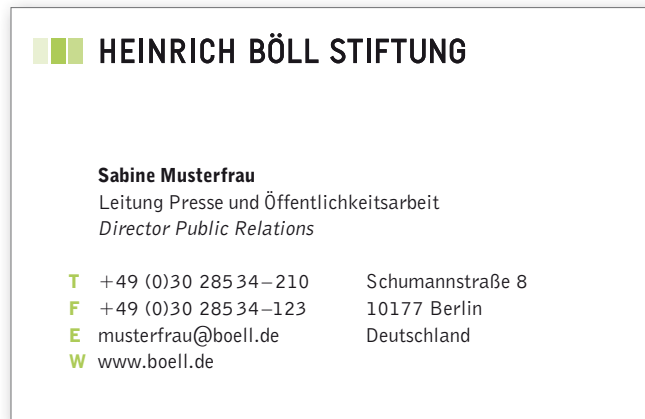 HEINRICH BÖLL STIFTUNG
Sabine Musterfrau
Leitung Presse und Öffentlichkeitsarbeit
Director Public Relations
T +49 (0)30 285 34–210
F +49 (0)30 285 34–123
E musterfrau@boell.de
W www.boell.de
Schumannstraße 8
10177 Berlin
Deutschland